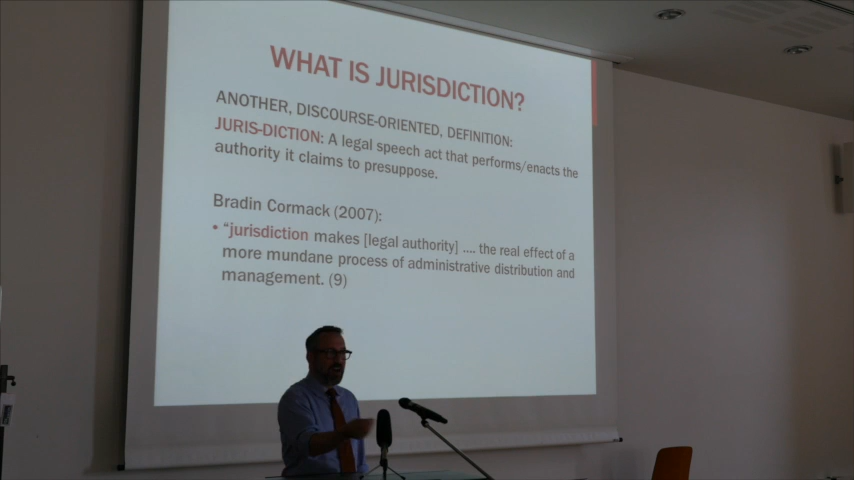 WHAT IS JURISDICTION?
ANOTHER, DISCOURSE-ORIENTED, DEFINITION:
JURIS-DICTION: A legal speech act that performs/enacts the
authority it claims to presuppose.
Bradin Cormack (2007):
• “jurisdiction makes [legal authority] .... the real effect of a
more mundane process of administrative distribution and
management. (9)